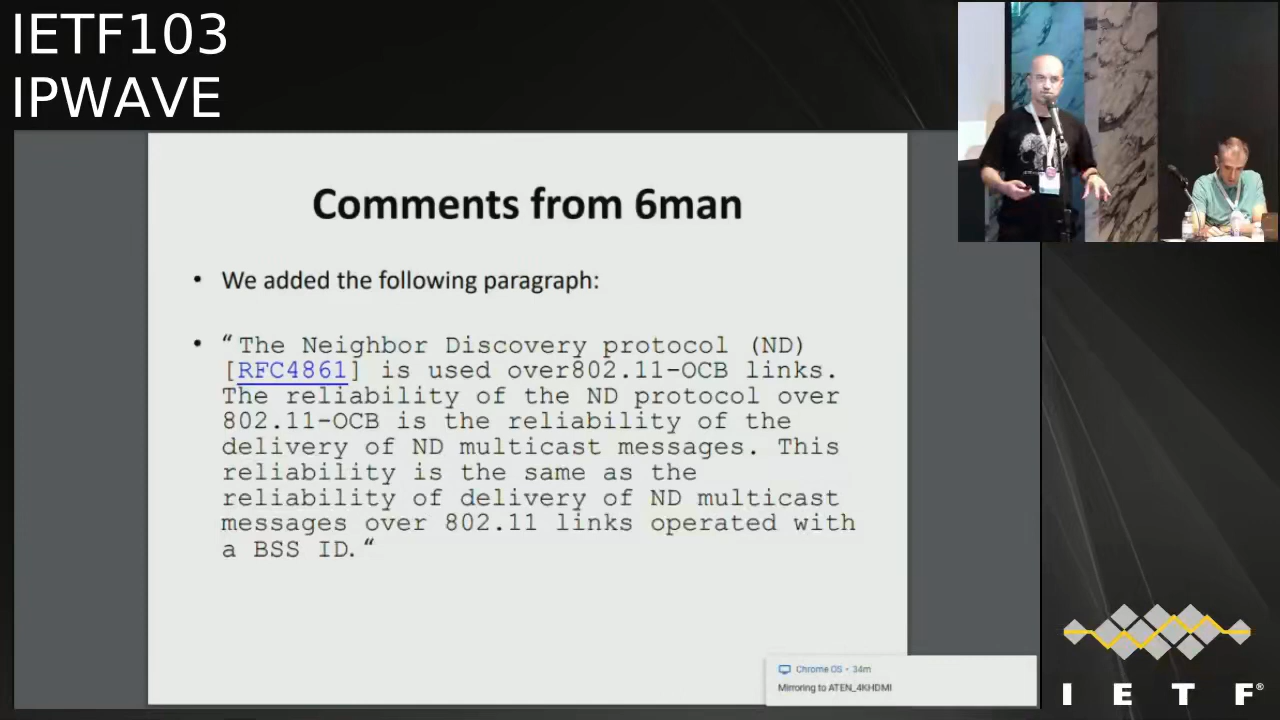 IETF103
IPWAVE
Comments from 6man
• We added the following paragraph:
• “The Neighbor Discovery protocol (ND)
[RFC4861] is used over802.11-OCB links.
The reliability of the ND protocol over
802.11-OCB is the reliability of the
delivery of ND multicast messages. This
reliability is the same as the
reliability of delivery of ND multicast
messages over 802.11 links operated with
a BSS ID.“
Chrome OS • 34m
Mirroring to ATEN_4KHDMI
I E T F®